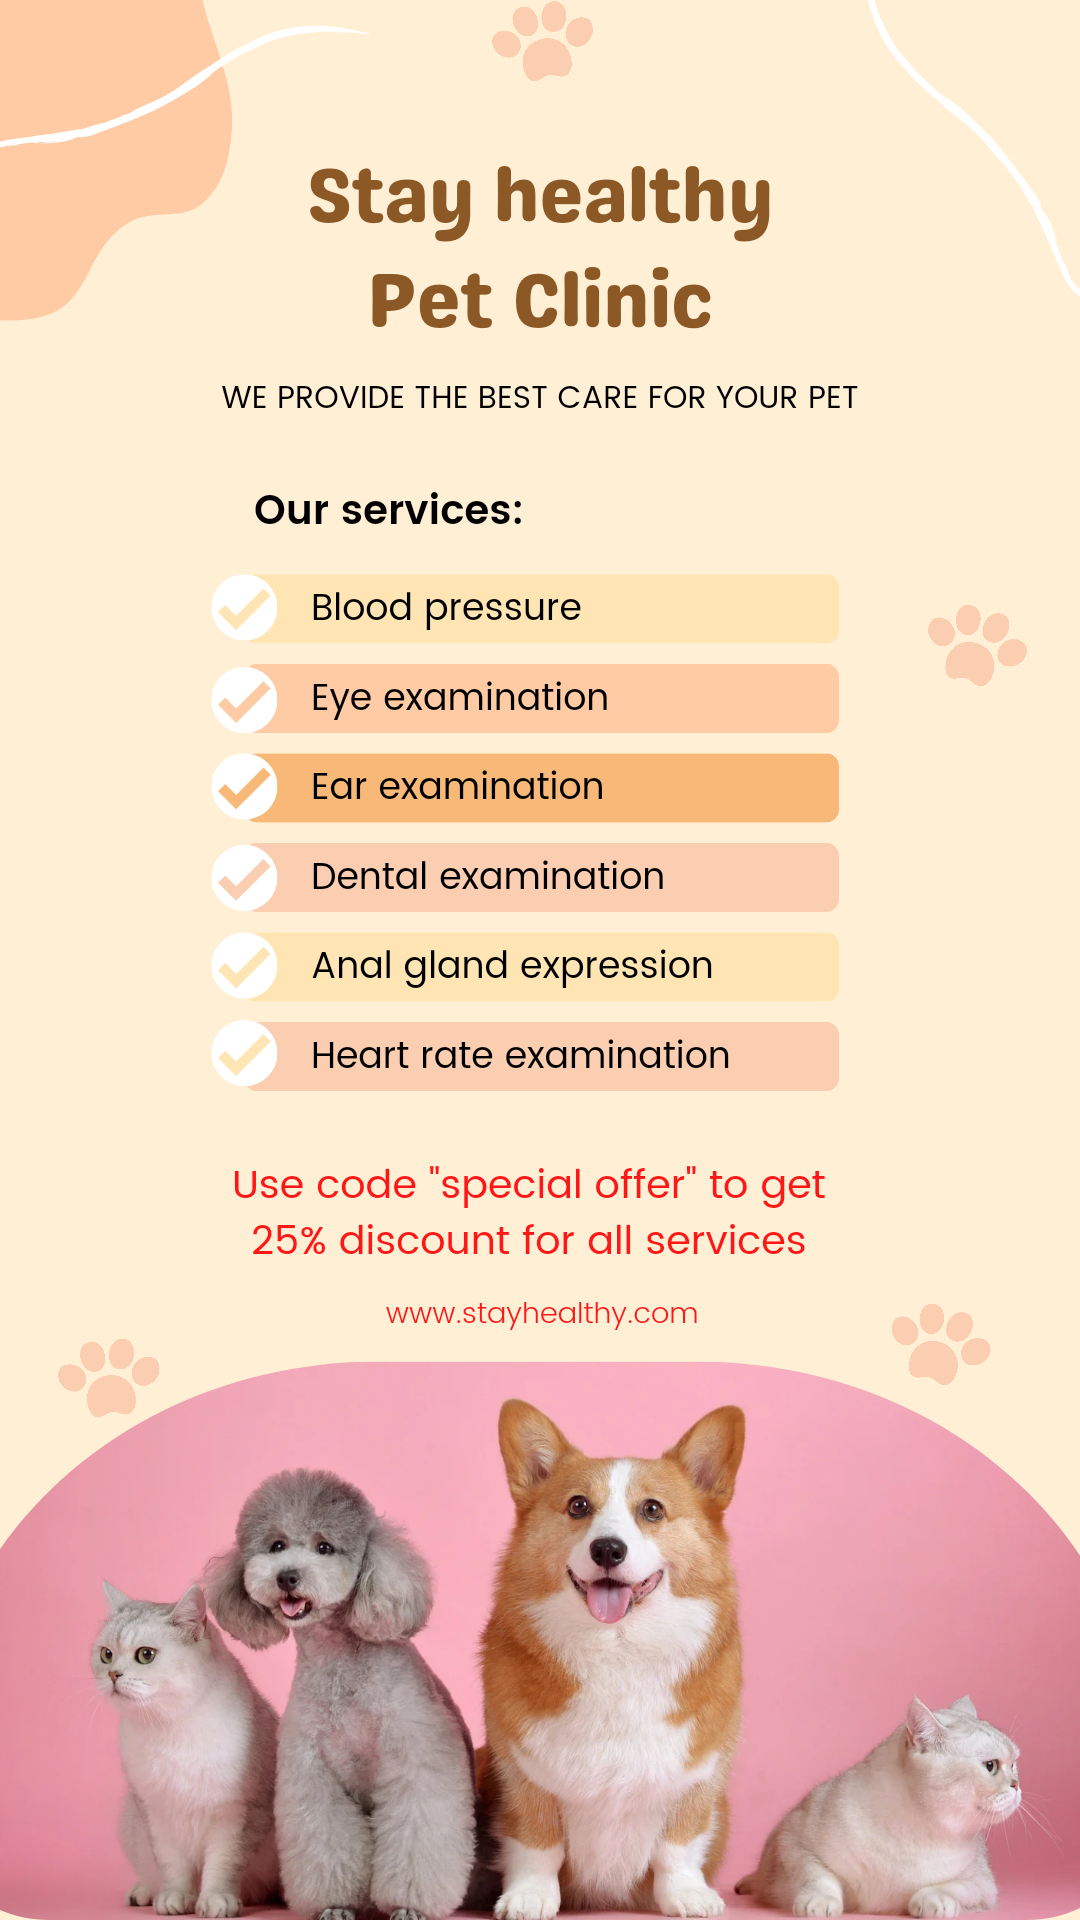 Stay healthy
Pet Clinic
WE PROVIDE THE BEST CARE FOR YOUR PET
Our services:
Blood pressure
Eye examination
Ear examination
Dental examination
Anal gland expression
Heart rate examination
Use code "special offer" to get
25% discount for all services
www.stayhealthy.com